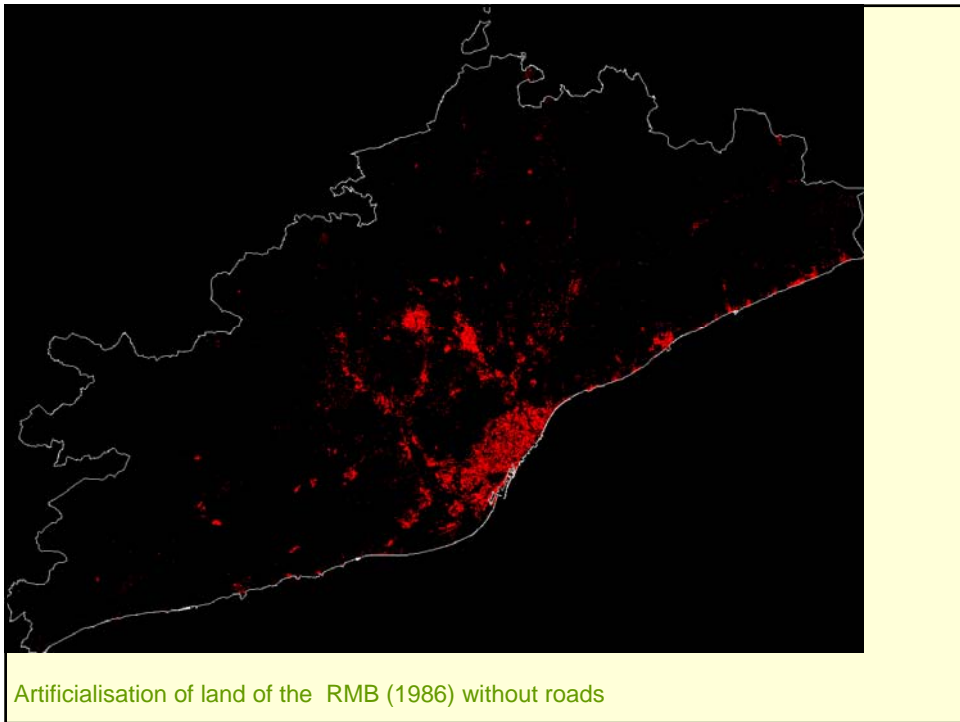 Artificialisation of land of the RMB (1986) without roads